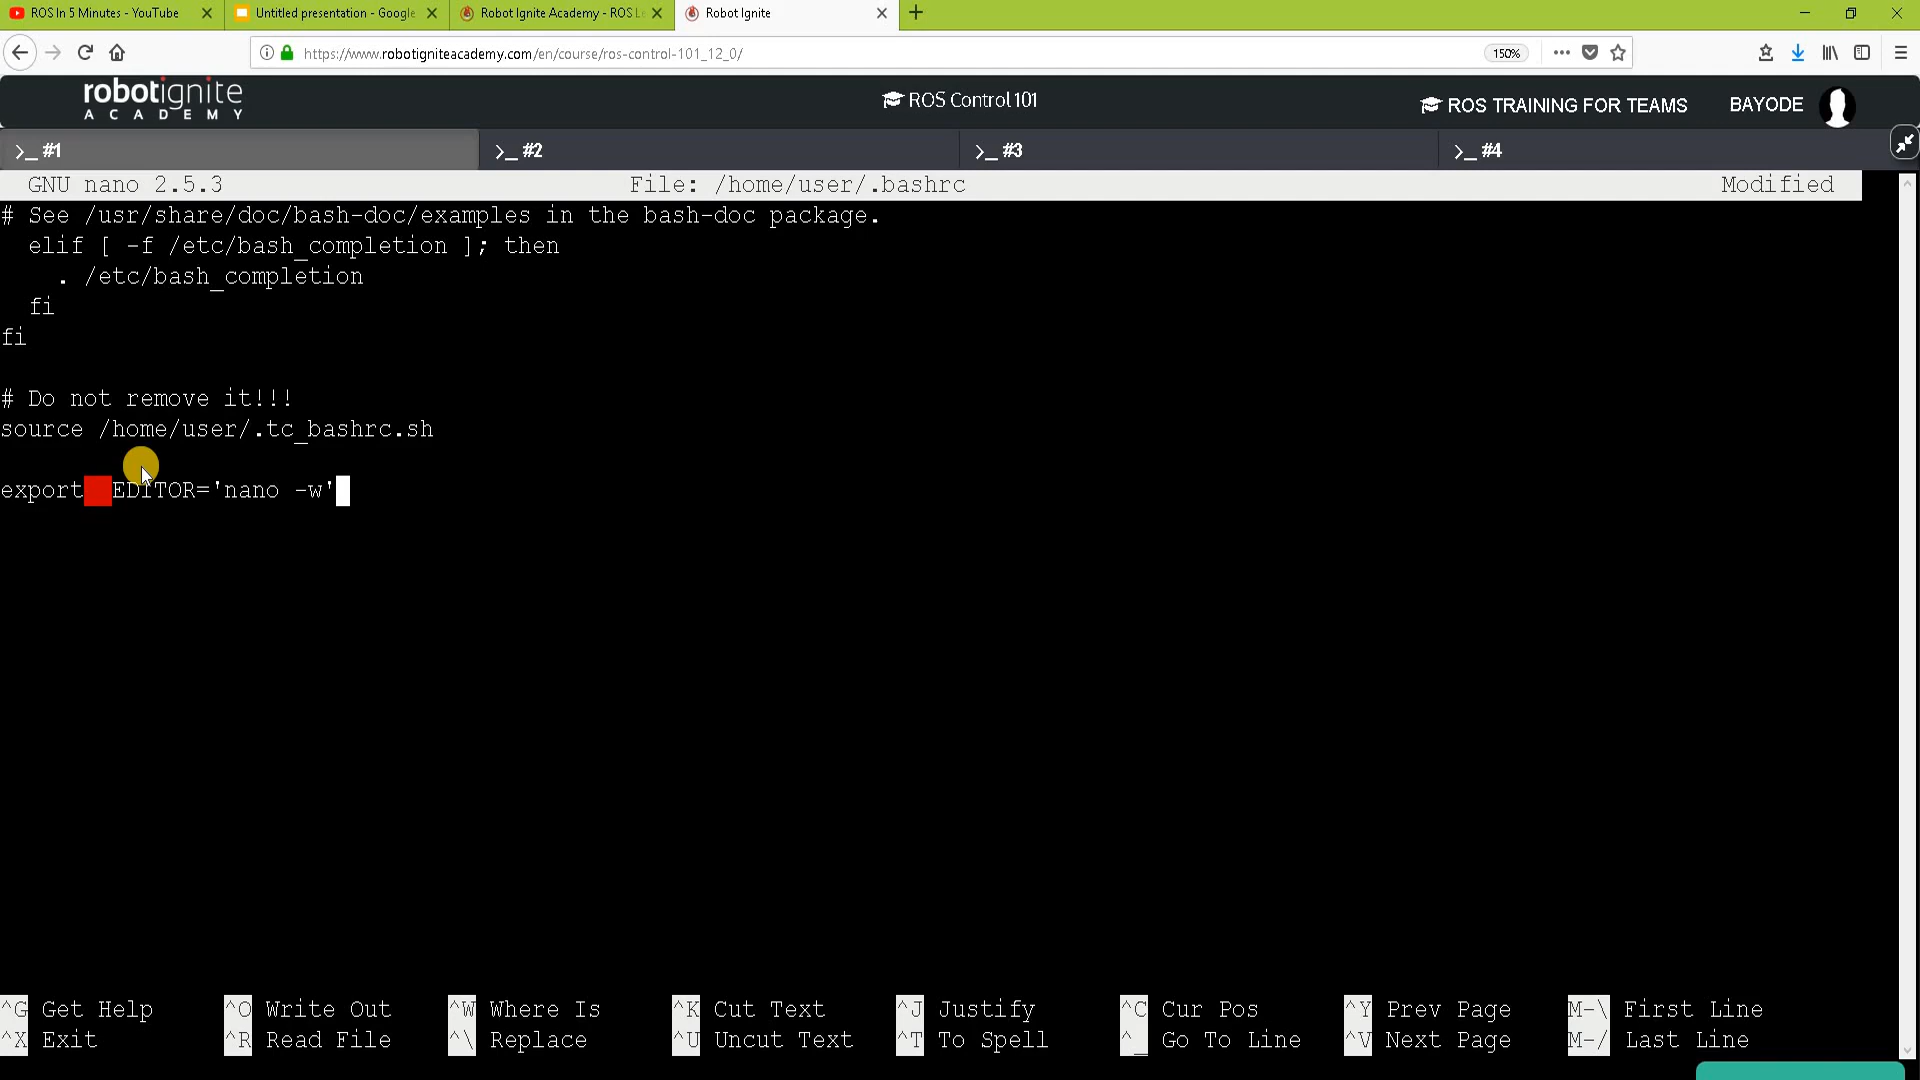 ROS In 5 Minutes - YouTube
Untitled presentation - Google
Robot Ignite Academy - ROS Le
Robot Ignite
https://www.robotigniteacademy.com/en/course/ros-control-101_12_0/
150%
robotignite
ACADEMY
ROS Control 101
ROS TRAINING FOR TEAMS
BAYODE
>_ #1
>_ #2
>_ #3
>_ #4
GNU nano 2.5.3 File: /home/user/.bashrc Modified
# See /usr/share/doc/bash-doc/examples in the bash-doc package.
elif [ -f /etc/bash_completion ]; then
. /etc/bash_completion
fi
fi
# Do not remove it!!!
source /home/user/.tc_bashrc.sh
export EDITOR='nano -w'
^G Get Help ^O Write Out ^W Where Is ^K Cut Text ^J Justify ^C Cur Pos ^Y Prev Page M-\ First Line
^X Exit ^R Read File ^\ Replace ^U Uncut Text ^T To Spell ^_ Go To Line ^V Next Page M-/ Last Line